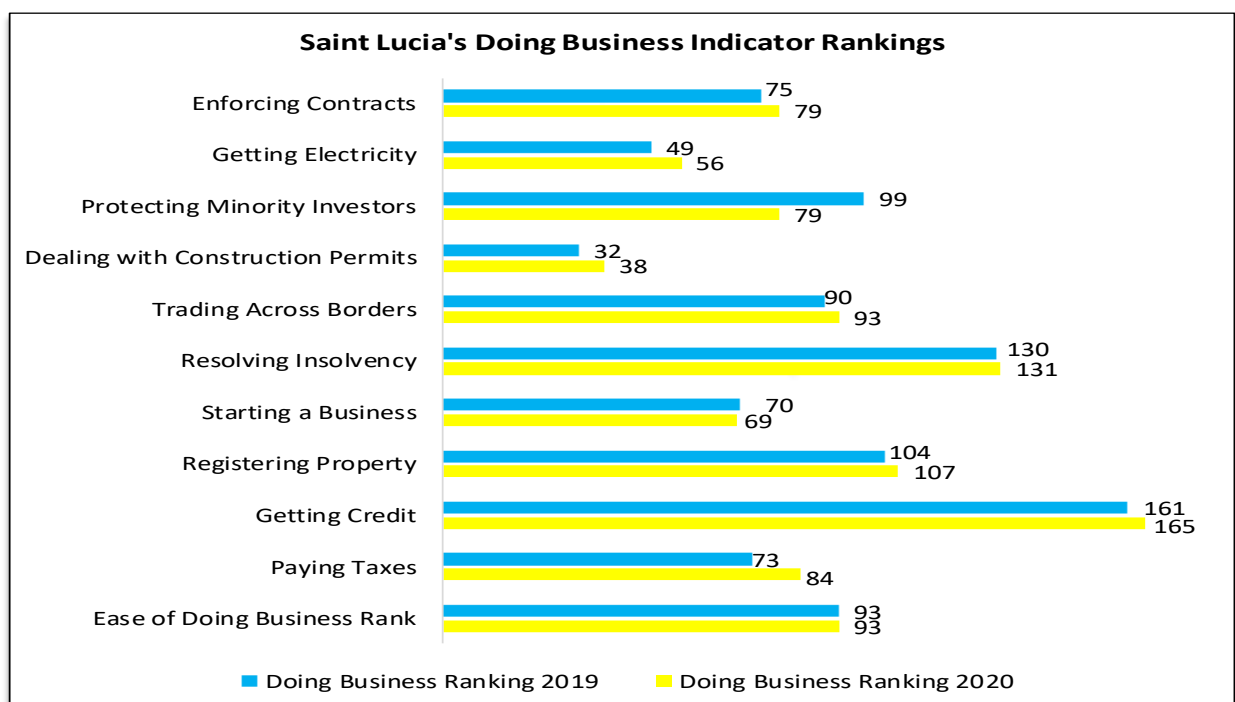 Saint Lucia's Doing Business Indicator Rankings
Enforcing Contracts
75
79
Getting Electricity
49
56
Protecting Minority Investors
99
79
Dealing with Construction Permits
32
38
Trading Across Borders
90
93
Resolving Insolvency
130
131
Starting a Business
70
69
Registering Property
104
107
Getting Credit
161
165
Paying Taxes
73
84
Ease of Doing Business Rank
93
93
Doing Business Ranking 2019
Doing Business Ranking 2020